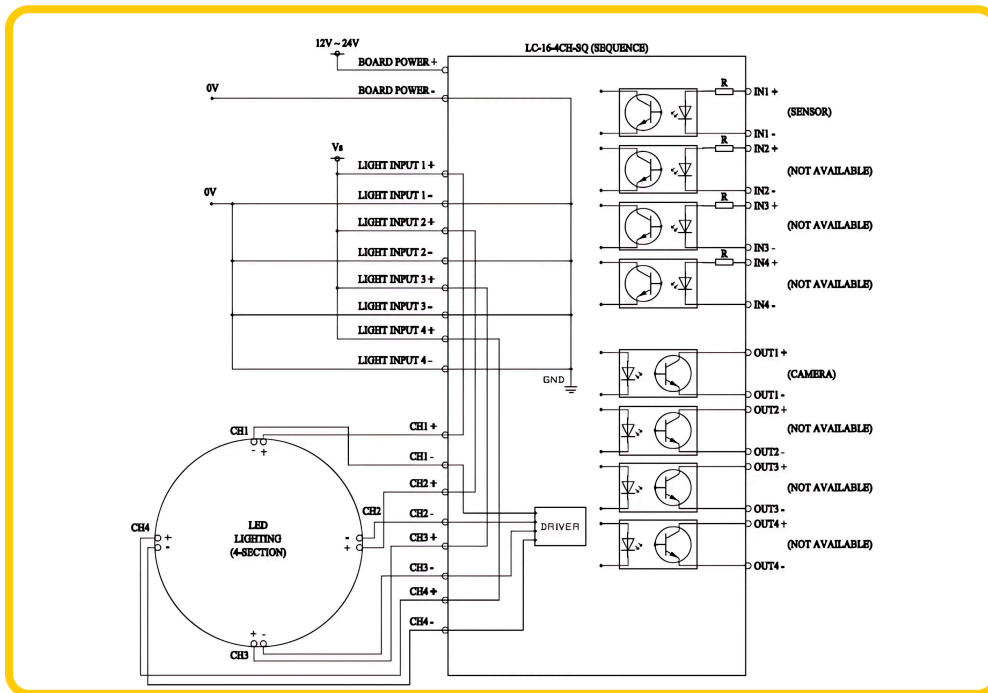 LC-16-4CH-SQ (SEQUENCE)
12V ~ 24V
BOARD POWER +
0V
BOARD POWER -
Vs
LIGHT INPUT 1 +
0V
LIGHT INPUT 1 -
LIGHT INPUT 2 +
LIGHT INPUT 2 -
LIGHT INPUT 3 +
LIGHT INPUT 3 -
LIGHT INPUT 4 +
LIGHT INPUT 4 -
GND
CH1 +
CH1 -
CH2 +
CH2 -
CH3 +
CH3 -
CH4 +
CH4 -
DRIVER
CH1
- +
CH2
-
+
CH4
+
-
LED
LIGHTING
(4-SECTION)
+ -
CH3
R
IN1 +
(SENSOR)
IN1 -
R
IN2 +
(NOT AVAILABLE)
IN2 -
R
IN3 +
(NOT AVAILABLE)
IN3 -
R
IN4 +
(NOT AVAILABLE)
IN4 -
OUT1 +
(CAMERA)
OUT1 -
OUT2 +
(NOT AVAILABLE)
OUT2 -
OUT3 +
(NOT AVAILABLE)
OUT3 -
OUT4 +
(NOT AVAILABLE)
OUT4 -